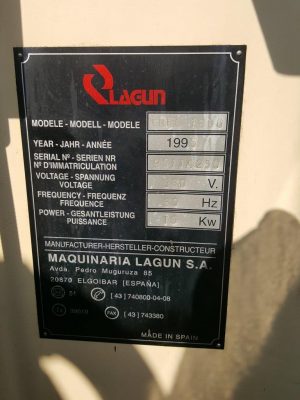 LAGUN
MODELE - MODELL - MODELE
YEAR - JAHR - ANNÉE 199
SERIAL Nº - SERIEN NR
Nº D'IMMATRICULATION
VOLTAGE - SPANNUNG V.
VOLTAGE
FREQUENCY - FREQUENZ Hz
FREQUENCE
POWER - GESANTLEISTUNG Kw
PUISSANCE
MANUFACTURER-HERSTELLER-CONSTRUCTEUR
MAQUINARIA LAGUN S.A.
Avda. Pedro Muguruza 85
20870 ELGOIBAR [ESPAÑA]
51 [43] 740800-04-08
FAX [43] 743380
MADE IN SPAIN